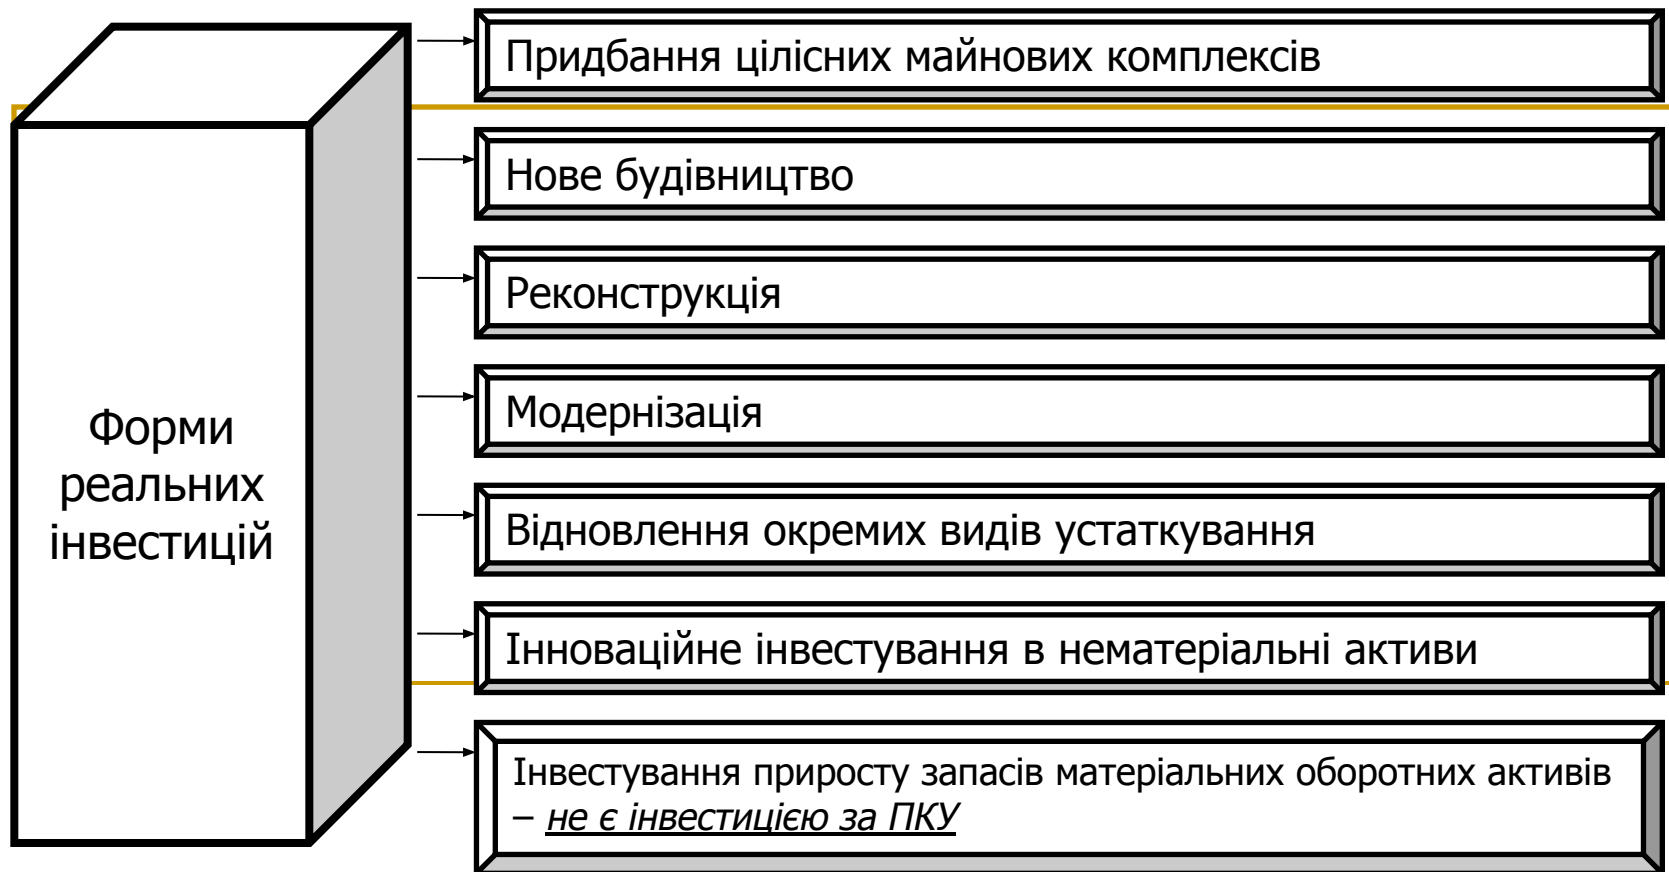 Форми
реальних
інвестицій
Придбання цілісних майнових комплексів
Нове будівництво
Реконструкція
Модернізація
Відновлення окремих видів устаткування
Інноваційне інвестування в нематеріальні активи
Інвестування приросту запасів матеріальних оборотних активів
– не є інвестицією за ПКУ